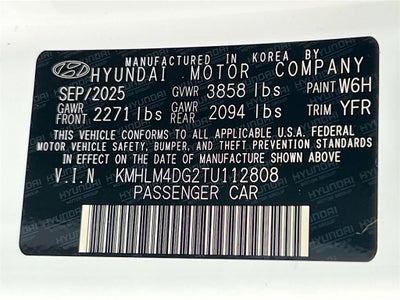 MANUFACTURED IN KOREA BY
HYUNDAI MOTOR COMPANY
SEP/2025 GVWR 3858 lbs PAINT W6H
GAWR FRONT 2271 lbs GAWR REAR 2094 lbs TRIM YFR
THIS VEHICLE CONFORMS TO ALL APPLICABLE U.S.A. FEDERAL
MOTOR VEHICLE SAFETY, BUMPER, AND THEFT PREVENTION STANDARDS
IN EFFECT ON THE DATE OF MANUFACTURE SHOWN ABOVE.
V.I.N KMHLM4DG2TU112808
PASSENGER CAR